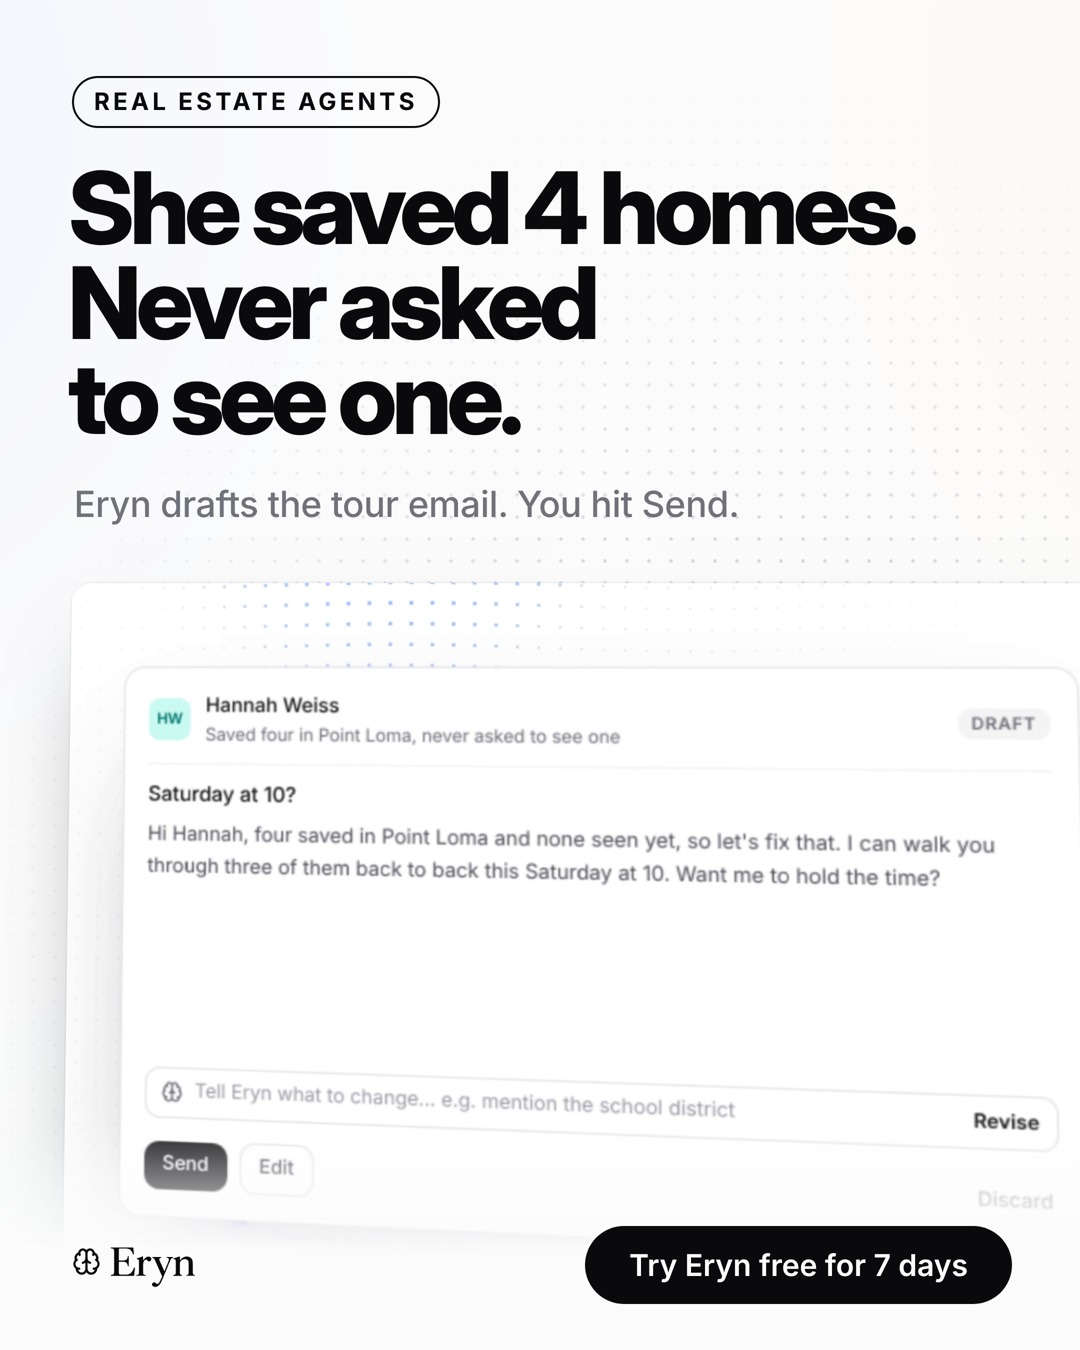 REAL ESTATE AGENTS
She saved 4 homes.
Never asked
to see one.
Eryn drafts the tour email. You hit Send.
HW
Hannah Weiss
Saved four in Point Loma, never asked to see one
DRAFT
Saturday at 10?
Hi Hannah, four saved in Point Loma and none seen yet, so let's fix that. I can walk you
through three of them back to back this Saturday at 10. Want me to hold the time?
Tell Eryn what to change... e.g. mention the school district
Revise
Send
Edit
Discard
Eryn
Try Eryn free for 7 days